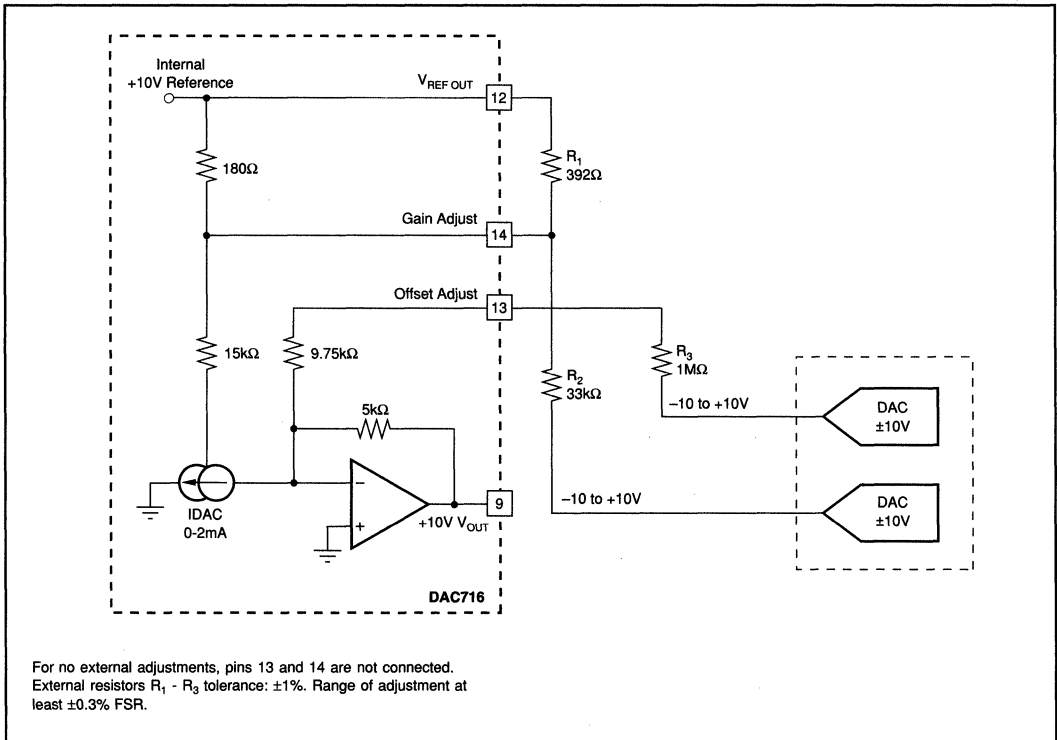 Internal
+10V Reference
V REF OUT
12
180Ω
R1
392Ω
Gain Adjust
14
Offset Adjust
13
15kΩ
9.75kΩ
R3
1MΩ
R2
33kΩ
–10 to +10V
DAC
±10V
5kΩ
–
+
IDAC
0-2mA
+10V VOUT
9
–10 to +10V
DAC
±10V
DAC716
For no external adjustments, pins 13 and 14 are not connected.
External resistors R1 - R3 tolerance: ±1%. Range of adjustment at
least ±0.3% FSR.